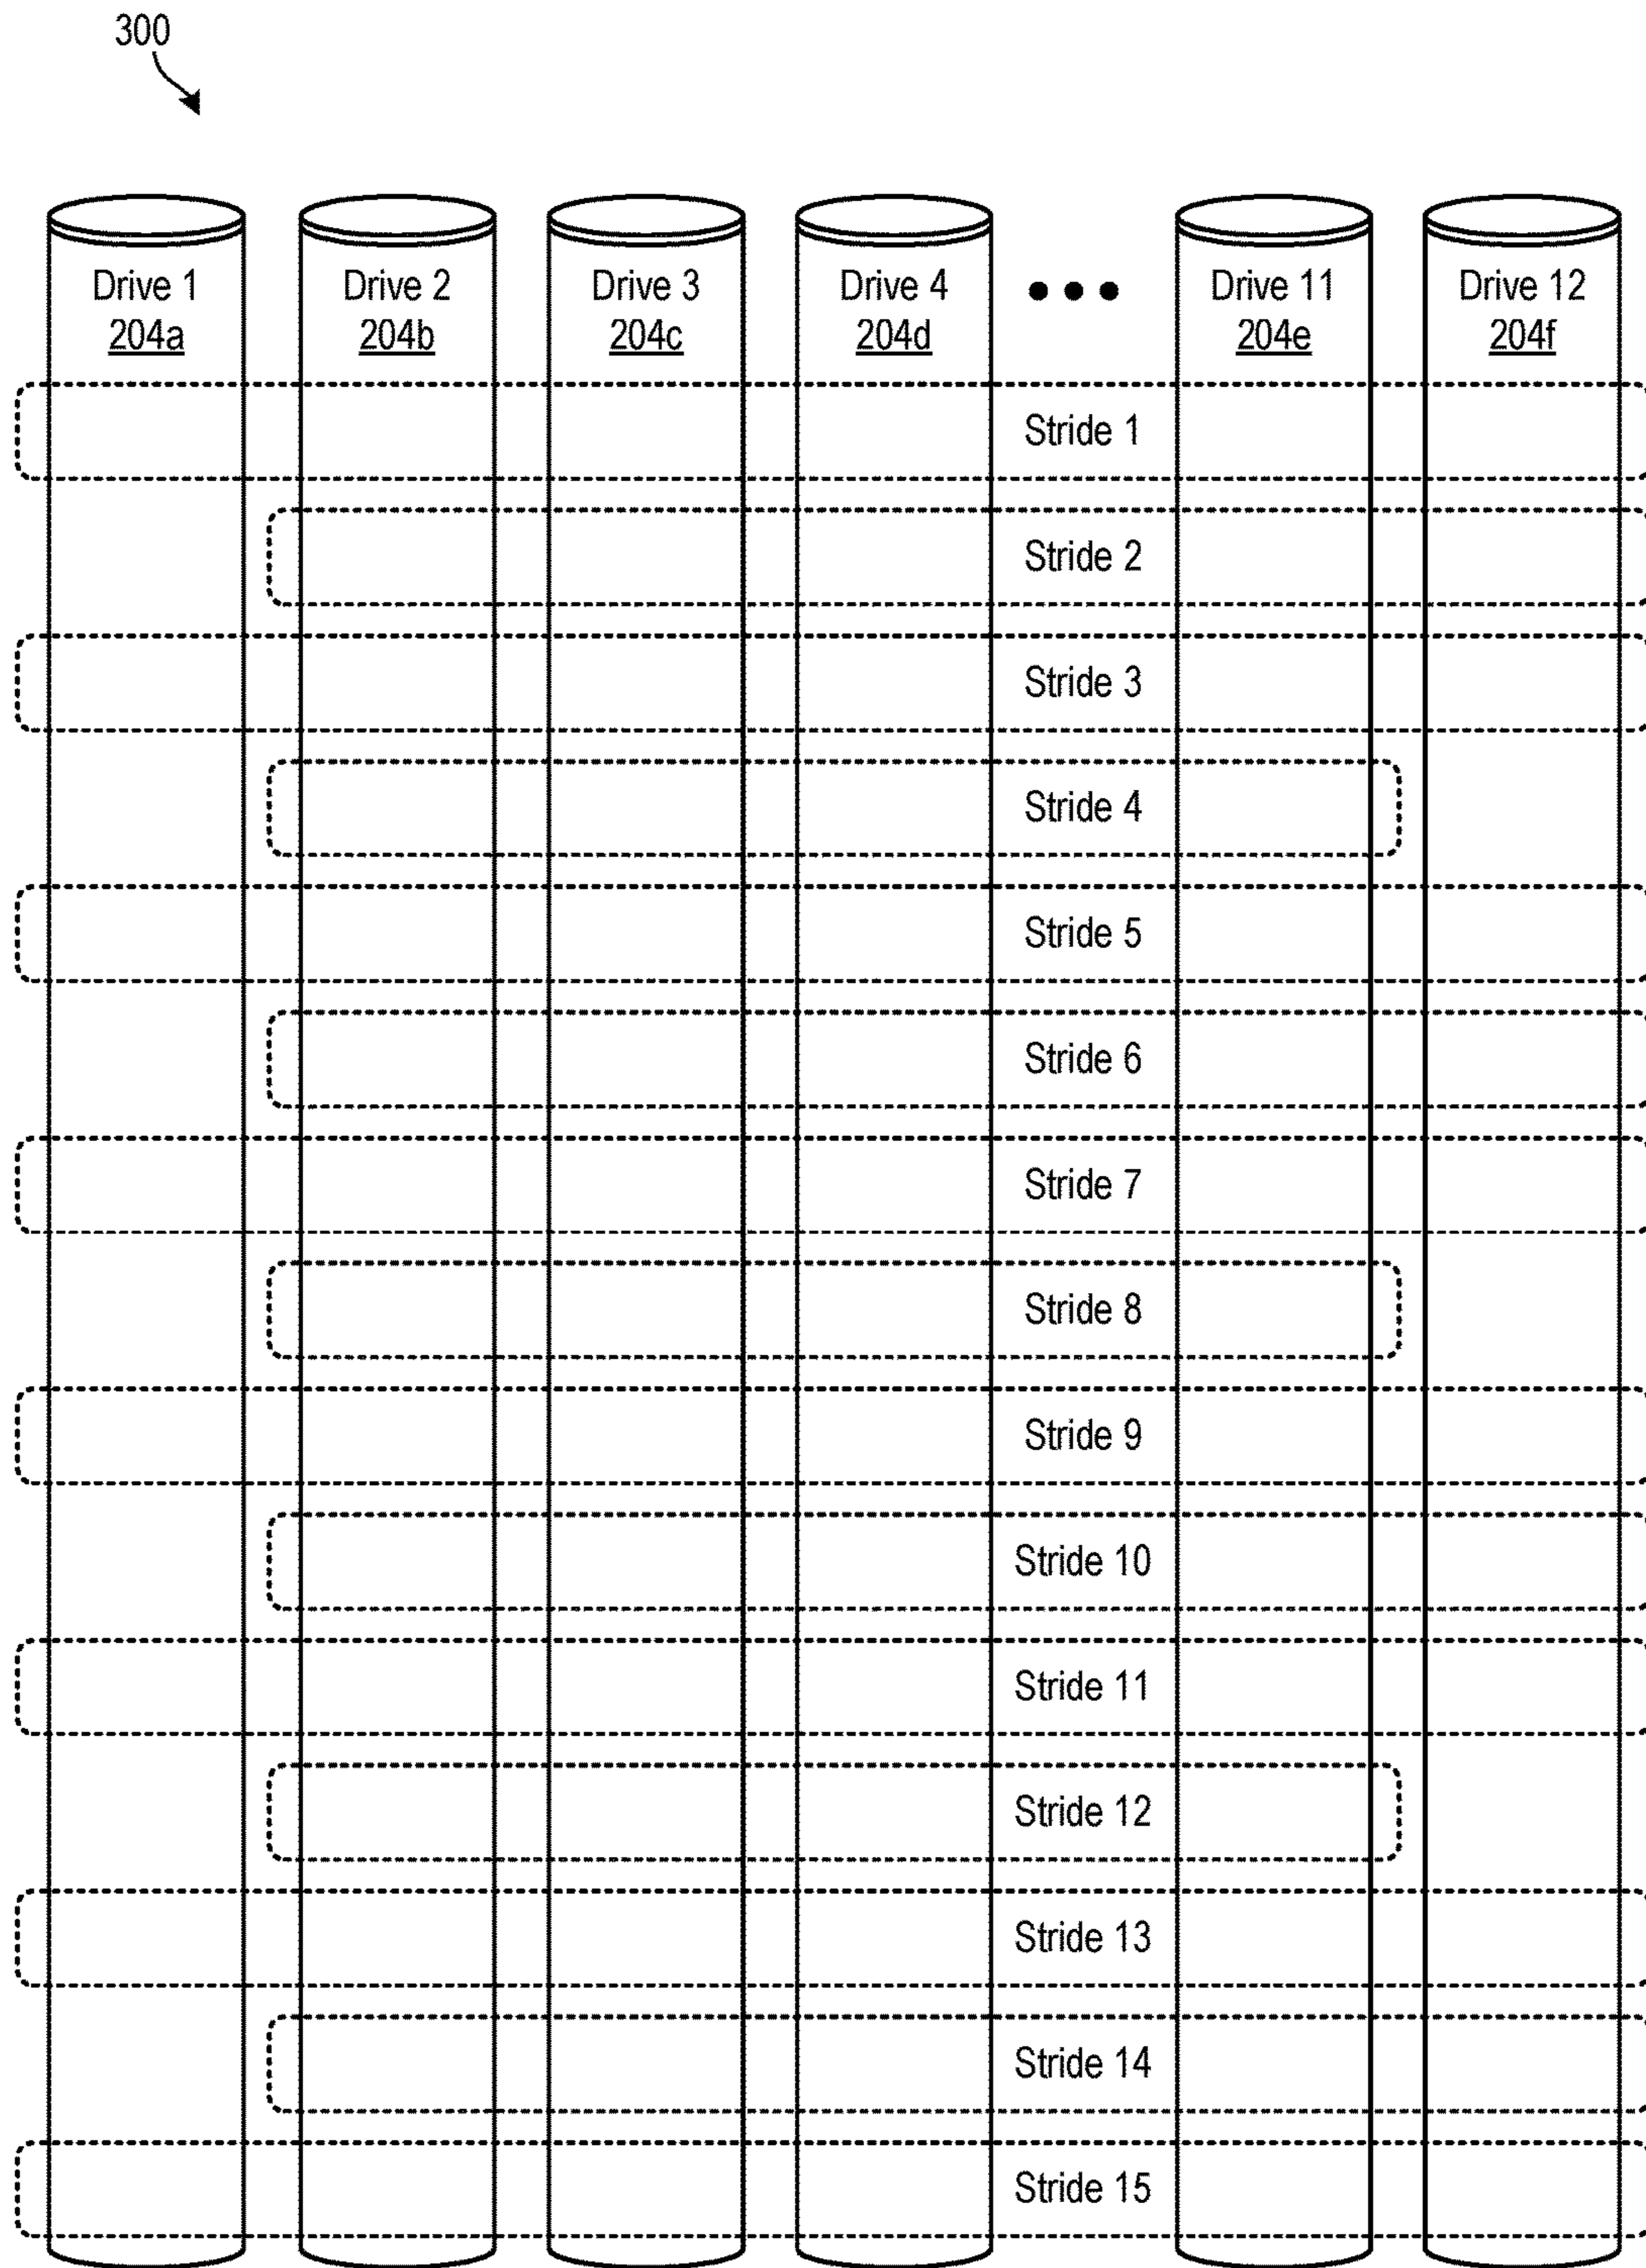 300
Drive 1 Drive 2 Drive 3 Drive 4 ••• Drive 11 Drive 12
204a 204b 204c 204d 204e 204f
Stride 1
Stride 2
Stride 3
Stride 4
Stride 5
Stride 6
Stride 7
Stride 8
Stride 9
Stride 10
Stride 11
Stride 12
Stride 13
Stride 14
Stride 15